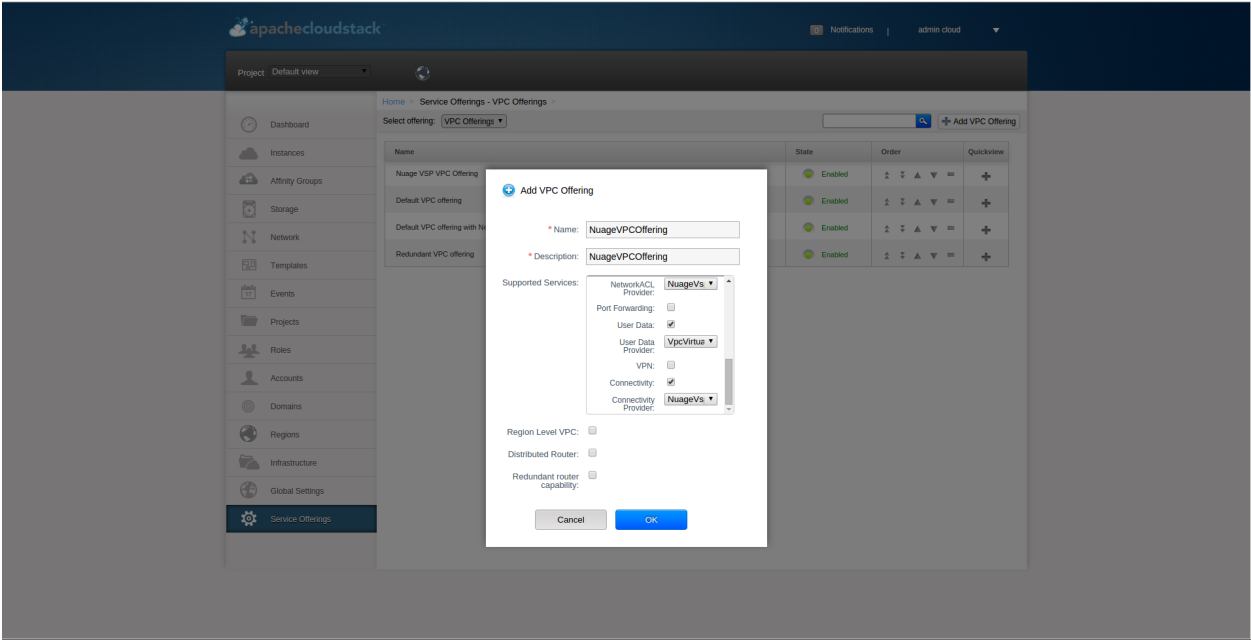 apachecloudstack
0 Notifications | admin cloud
Project Default view
Home > Service Offerings - VPC Offerings >
Select offering: VPC Offerings
Add VPC Offering
Dashboard
Instances
Affinity Groups
Storage
Network
Templates
17 Events
Projects
Roles
Accounts
Domains
Regions
Infrastructure
Global Settings
Service Offerings
Name State Order Quickview
Nuage VSP VPC Offering Enabled
Default VPC offering Enabled
Default VPC offering with Ne Enabled
Redundant VPC offering Enabled
Add VPC Offering
* Name: NuageVPCOffering
* Description: NuageVPCOffering
Supported Services:
NetworkACL NuageVs
Provider:
Port Forwarding:
User Data:
User Data VpcVirtua
Provider:
VPN:
Connectivity:
Connectivity NuageVs
Provider:
Region Level VPC:
Distributed Router:
Redundant router
capability:
Cancel OK